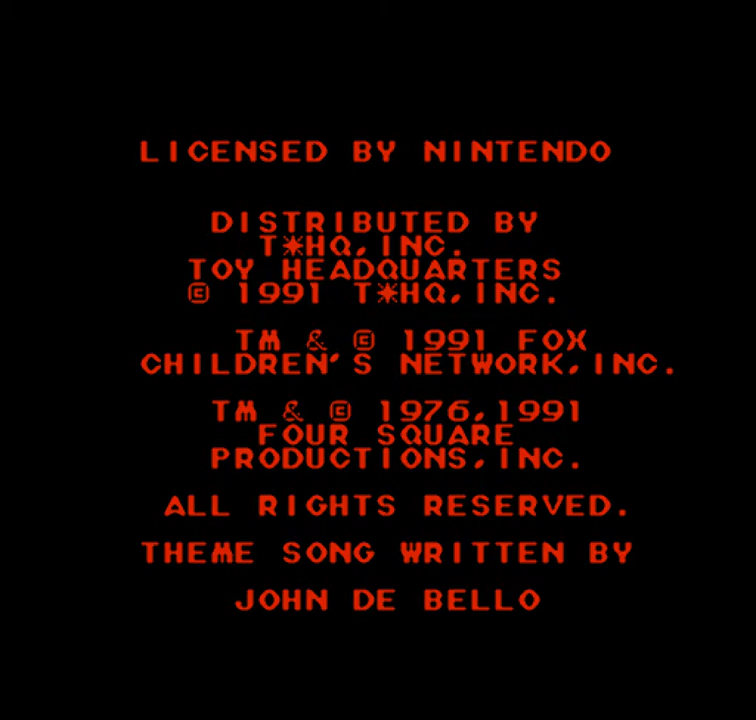 LICENSED BY NINTENDO
DISTRIBUTED BY
T✷HQ,INC.
TOY HEADQUARTERS
© 1991 T✷HQ,INC.
TM & © 1991 FOX
CHILDREN'S NETWORK,INC.
TM & © 1976,1991
FOUR SQUARE
PRODUCTIONS,INC.
ALL RIGHTS RESERVED.
THEME SONG WRITTEN BY
JOHN DE BELLO